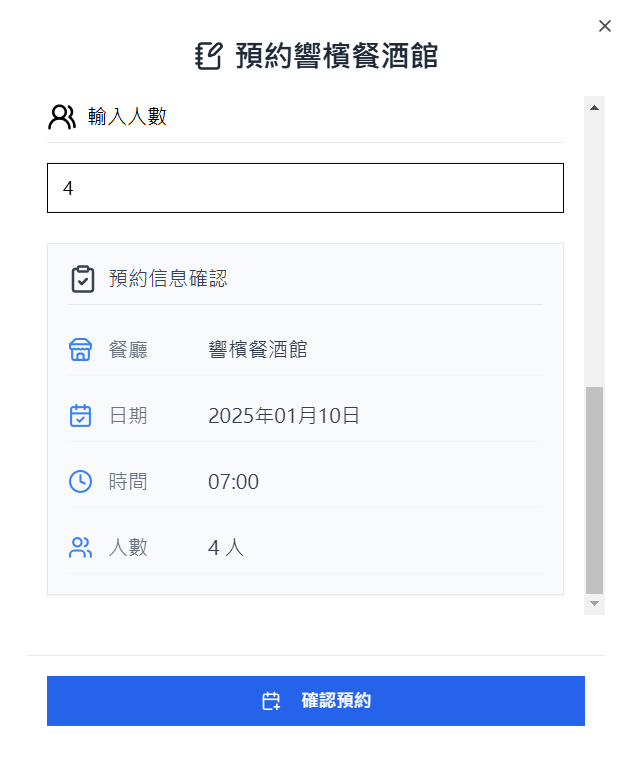 預約響檳餐酒館
輸入人數
4
預約信息確認
餐廳 響檳餐酒館
日期 2025年01月10日
時間 07:00
人數 4 人
確認預約